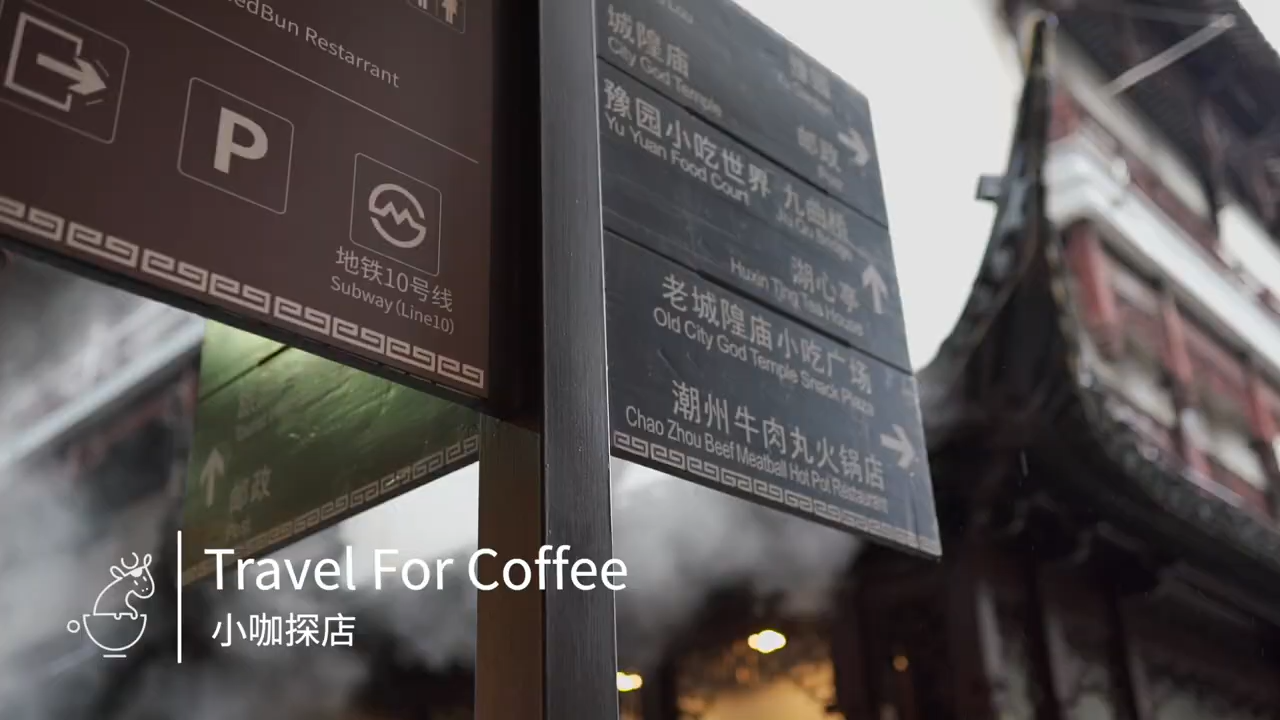 edBun Restarrant
P
地铁10号线
Subway(Line10)
城隍庙
City God Temple
邮政
豫园小吃世界
Yu Yuan Food Court
九曲桥
Jiu Qu Bridge
湖心亭
Huxin Ting Tea House
老城隍庙小吃广场
Old City God Temple Snack Plaza
潮州牛肉丸火锅店
Chao Zhou Beef Meatball Hot Pot Restaurant
Travel For Coffee
小咖探店